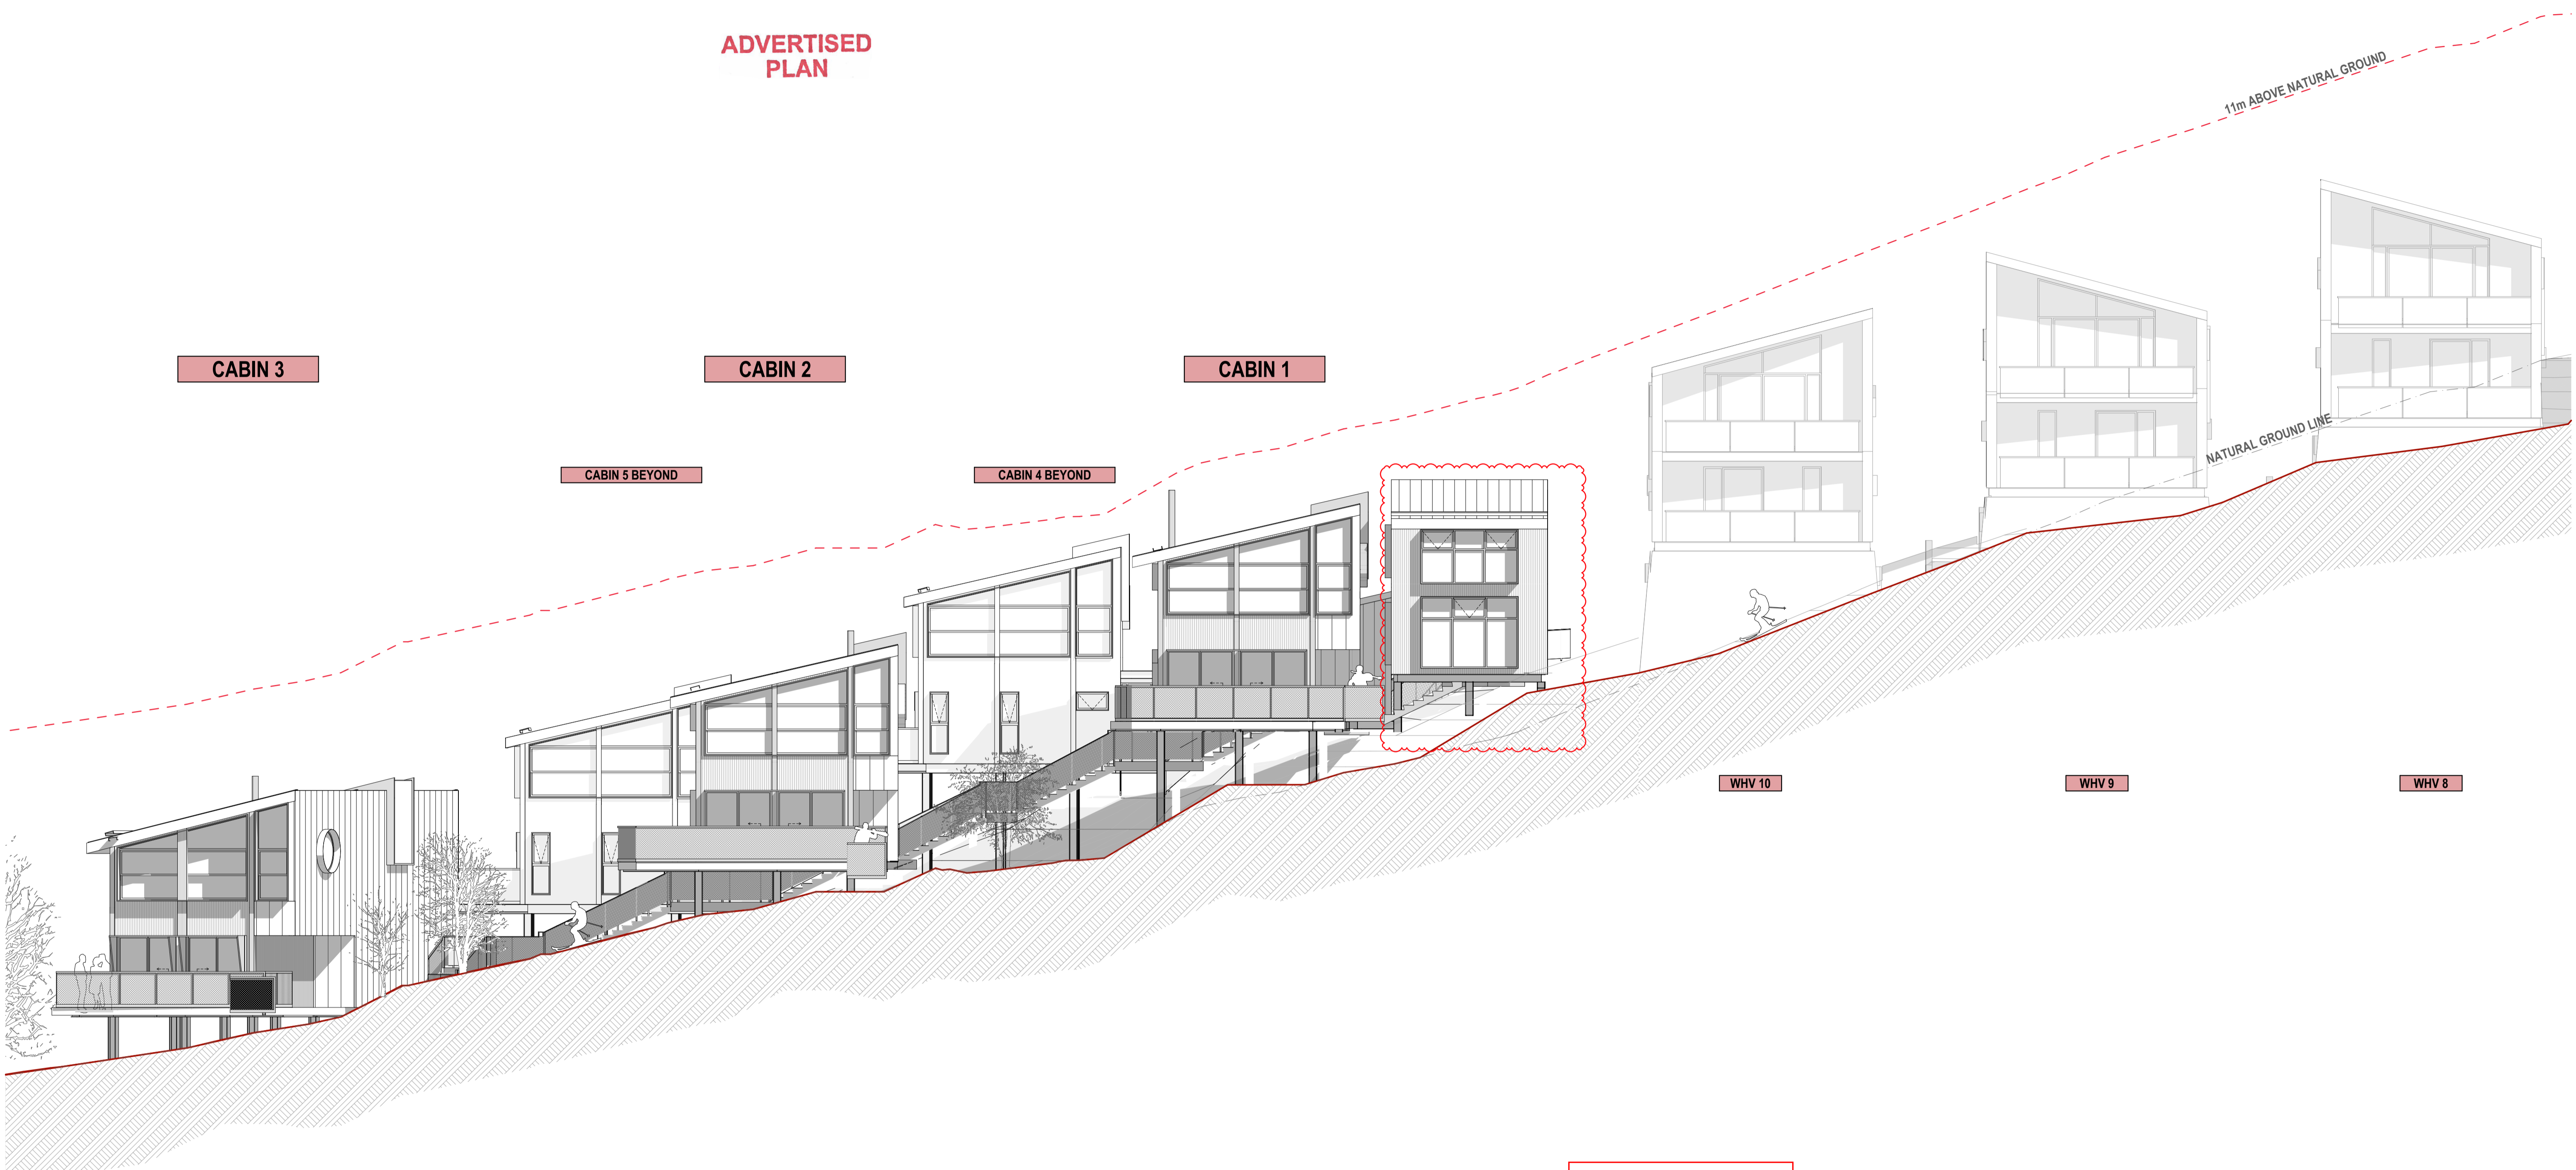 ADVERTISED
PLAN
11m ABOVE NATURAL GROUND
CABIN 3
CABIN 2
CABIN 1
NATURAL GROUND LINE
CABIN 5 BEYOND
CABIN 4 BEYOND
WHV 10
WHV 9
WHV 8